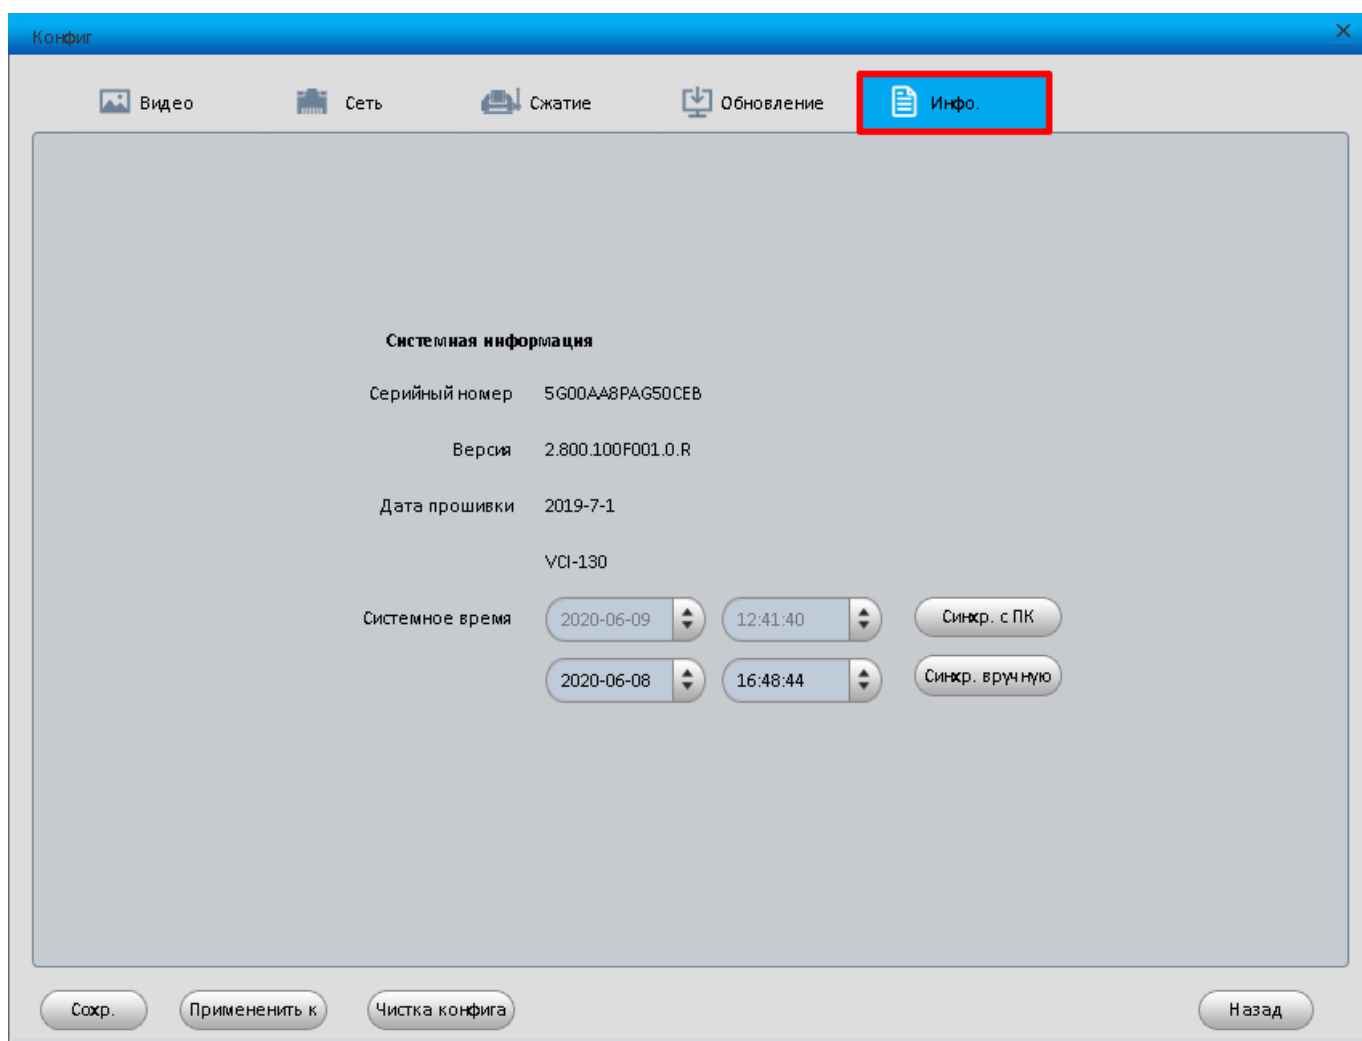 Конфиг
Видео Сеть Сжатие Обновление Инфо.
Системная информация
Серийный номер 5G00AA8PAG50CEB
Версия 2.800.100F001.0.R
Дата прошивки 2019-7-1
VCI-130
Системное время 2020-06-09 12:41:40 Синхр. с ПК
2020-06-08 16:48:44 Синхр. вручную
Сохр. Примененить к Чистка конфига Назад